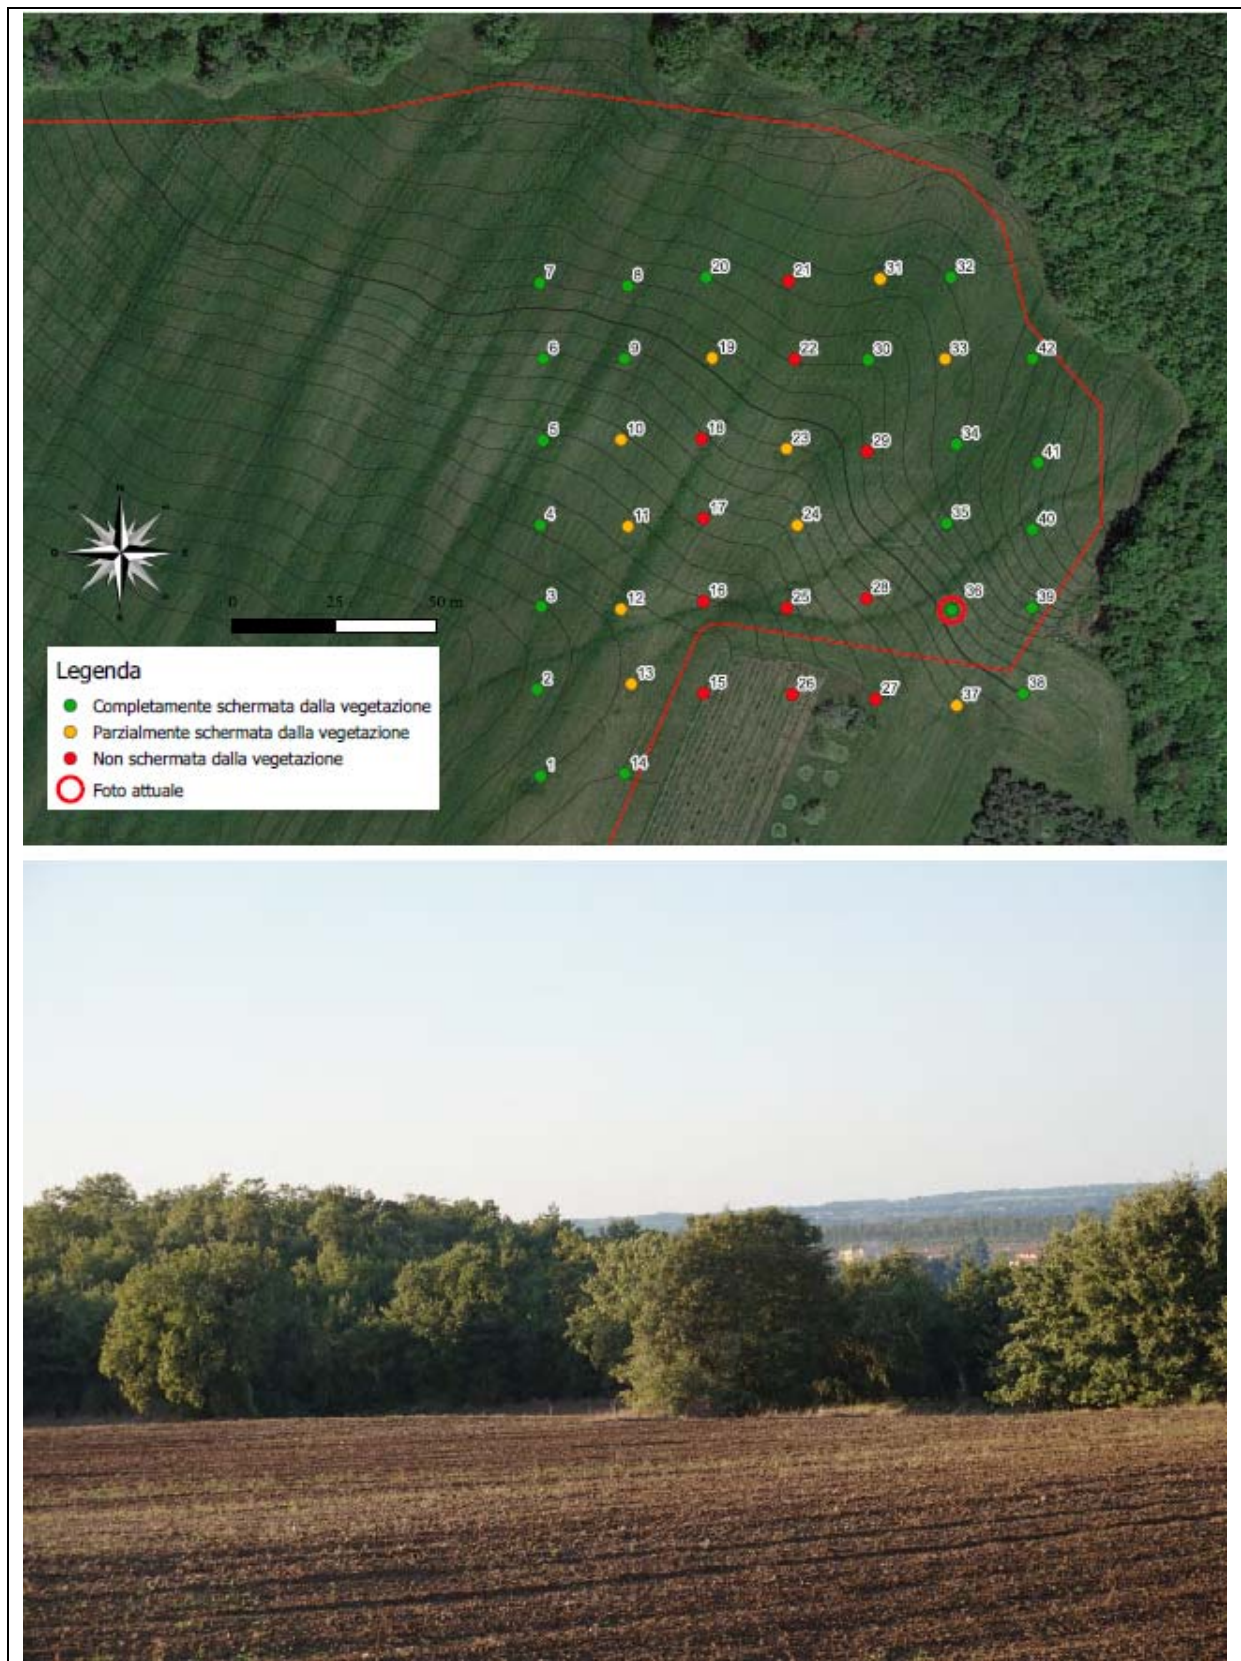 7 8 20 21 31 32
6 9 19 22 30 33 42
5 10 18 23 29 34 41
4 11 17 24 35 40
3 12 16 25 28 36 39
2 13 15 26 27 37 38
1 14
N
O E
S
0 25 50 m
Legenda
Completamente schermata dalla vegetazione
Parzialmente schermata dalla vegetazione
Non schermata dalla vegetazione
Foto attuale